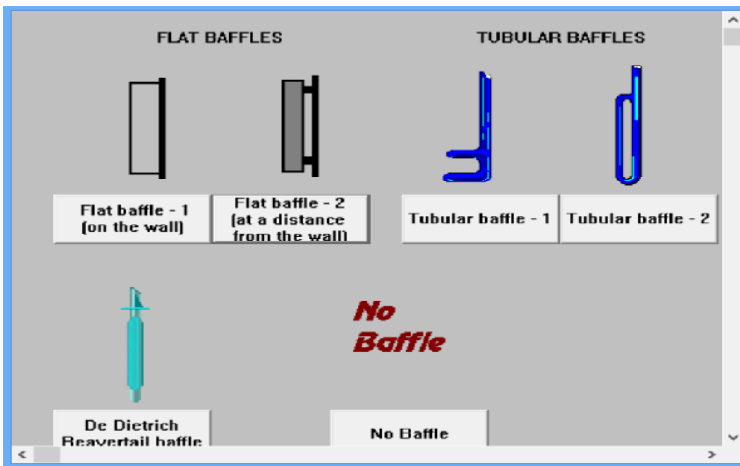 FLAT BAFFLES
TUBULAR BAFFLES
Flat baffle - 1
(on the wall)
Flat baffle - 2
(at a distance
from the wall)
Tubular baffle - 1
Tubular baffle - 2
No
Baffle
De Dietrich
Beavertail baffle
No Baffle